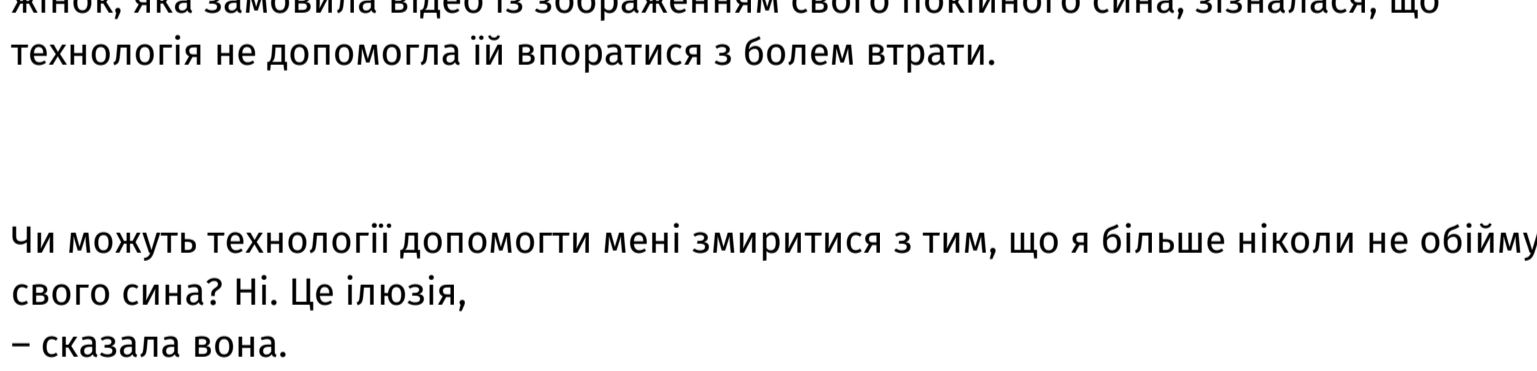 жінок, яка замовила відео із зображенням свого покійного сина, зізналася, що
технологія не допомогла їй впоратися з болем втрати.
Чи можуть технології допомогти мені змиритися з тим, що я більше ніколи не обійму
свого сина? Ні. Це ілюзія,
– сказала вона.